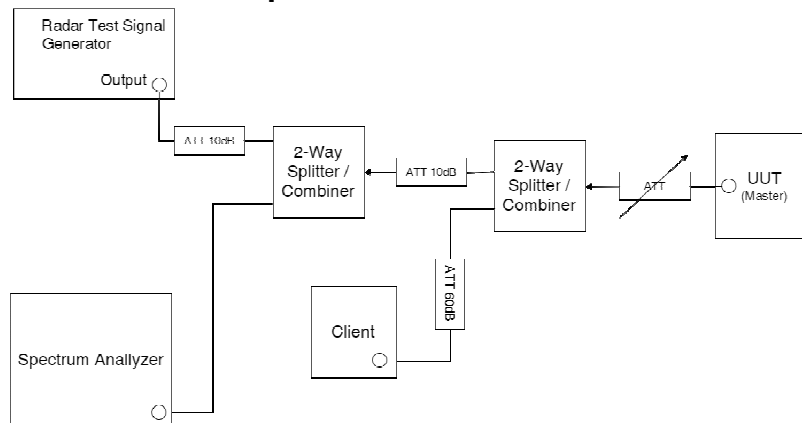 Radar Test Signal
Generator
Output
ATT 10dB
2-Way
Splitter /
Combiner
ATT 10dB
2-Way
Splitter /
Combiner
ATT
UUT
(Master)
ATT 60dB
Client
Spectrum Anallyzer